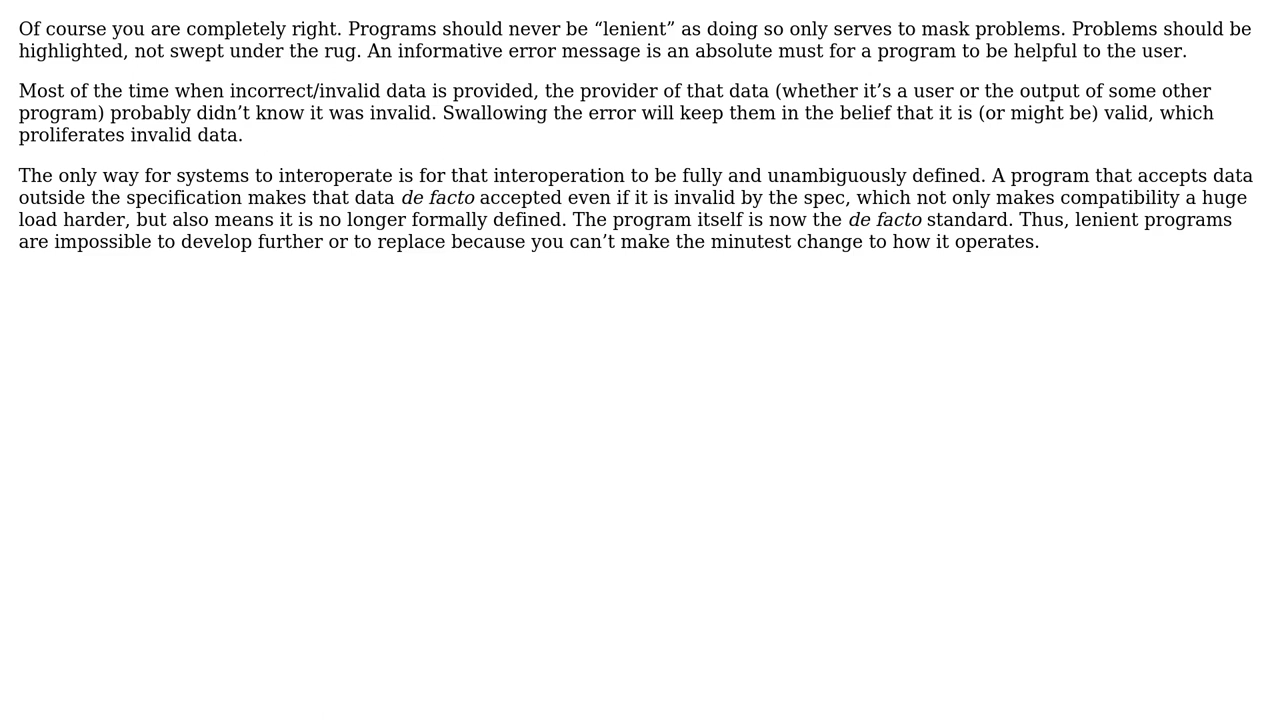 Of course you are completely right. Programs should never be “lenient” as doing so only serves to mask problems. Problems should be
highlighted, not swept under the rug. An informative error message is an absolute must for a program to be helpful to the user.
Most of the time when incorrect/invalid data is provided, the provider of that data (whether it’s a user or the output of some other
program) probably didn’t know it was invalid. Swallowing the error will keep them in the belief that it is (or might be) valid, which
proliferates invalid data.
The only way for systems to interoperate is for that interoperation to be fully and unambiguously defined. A program that accepts data
outside the specification makes that data de facto accepted even if it is invalid by the spec, which not only makes compatibility a huge
load harder, but also means it is no longer formally defined. The program itself is now the de facto standard. Thus, lenient programs
are impossible to develop further or to replace because you can’t make the minutest change to how it operates.